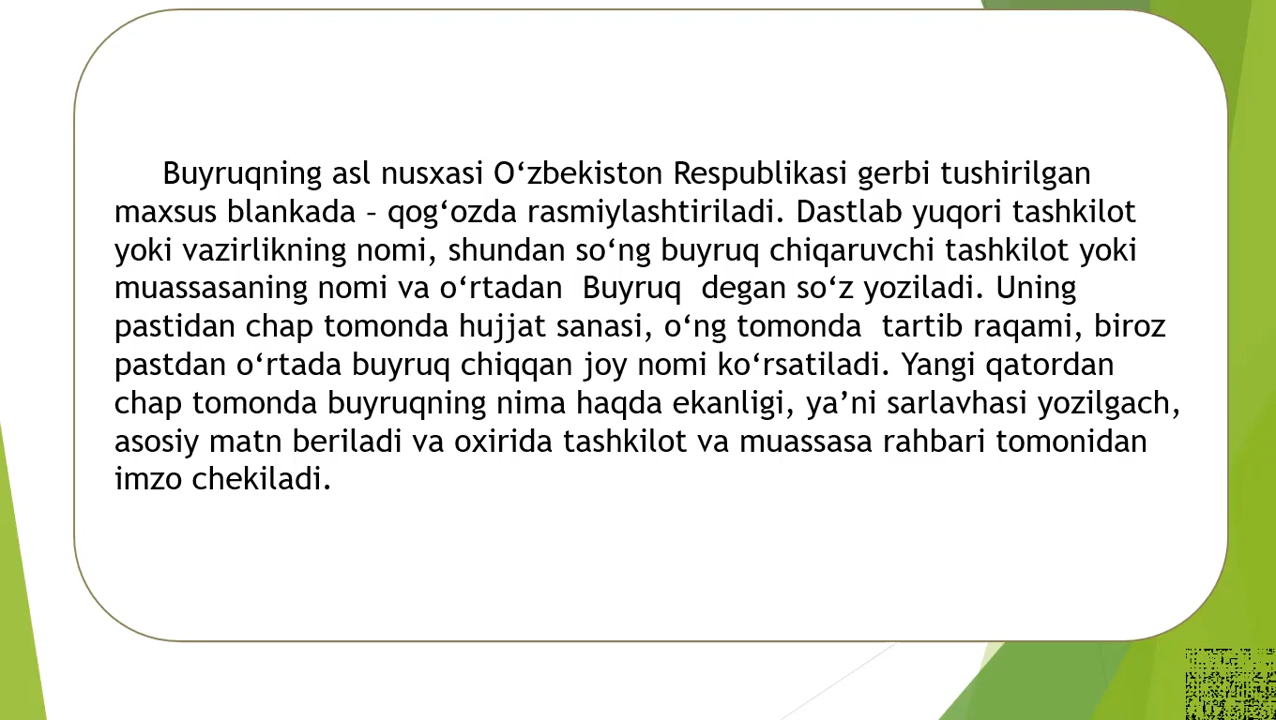 Buyruqning asl nusxasi O‘zbekiston Respublikasi gerbi tushirilgan
maxsus blankada – qog‘ozda rasmiylashtiriladi. Dastlab yuqori tashkilot
yoki vazirlikning nomi, shundan so‘ng buyruq chiqaruvchi tashkilot yoki
muassasaning nomi va o‘rtadan  Buyruq  degan so‘z yoziladi. Uning
pastidan chap tomonda hujjat sanasi, o‘ng tomonda  tartib raqami, biroz
pastdan o‘rtada buyruq chiqqan joy nomi ko‘rsatiladi. Yangi qatordan
chap tomonda buyruqning nima haqda ekanligi, ya’ni sarlavhasi yozilgach,
asosiy matn beriladi va oxirida tashkilot va muassasa rahbari tomonidan
imzo chekiladi.